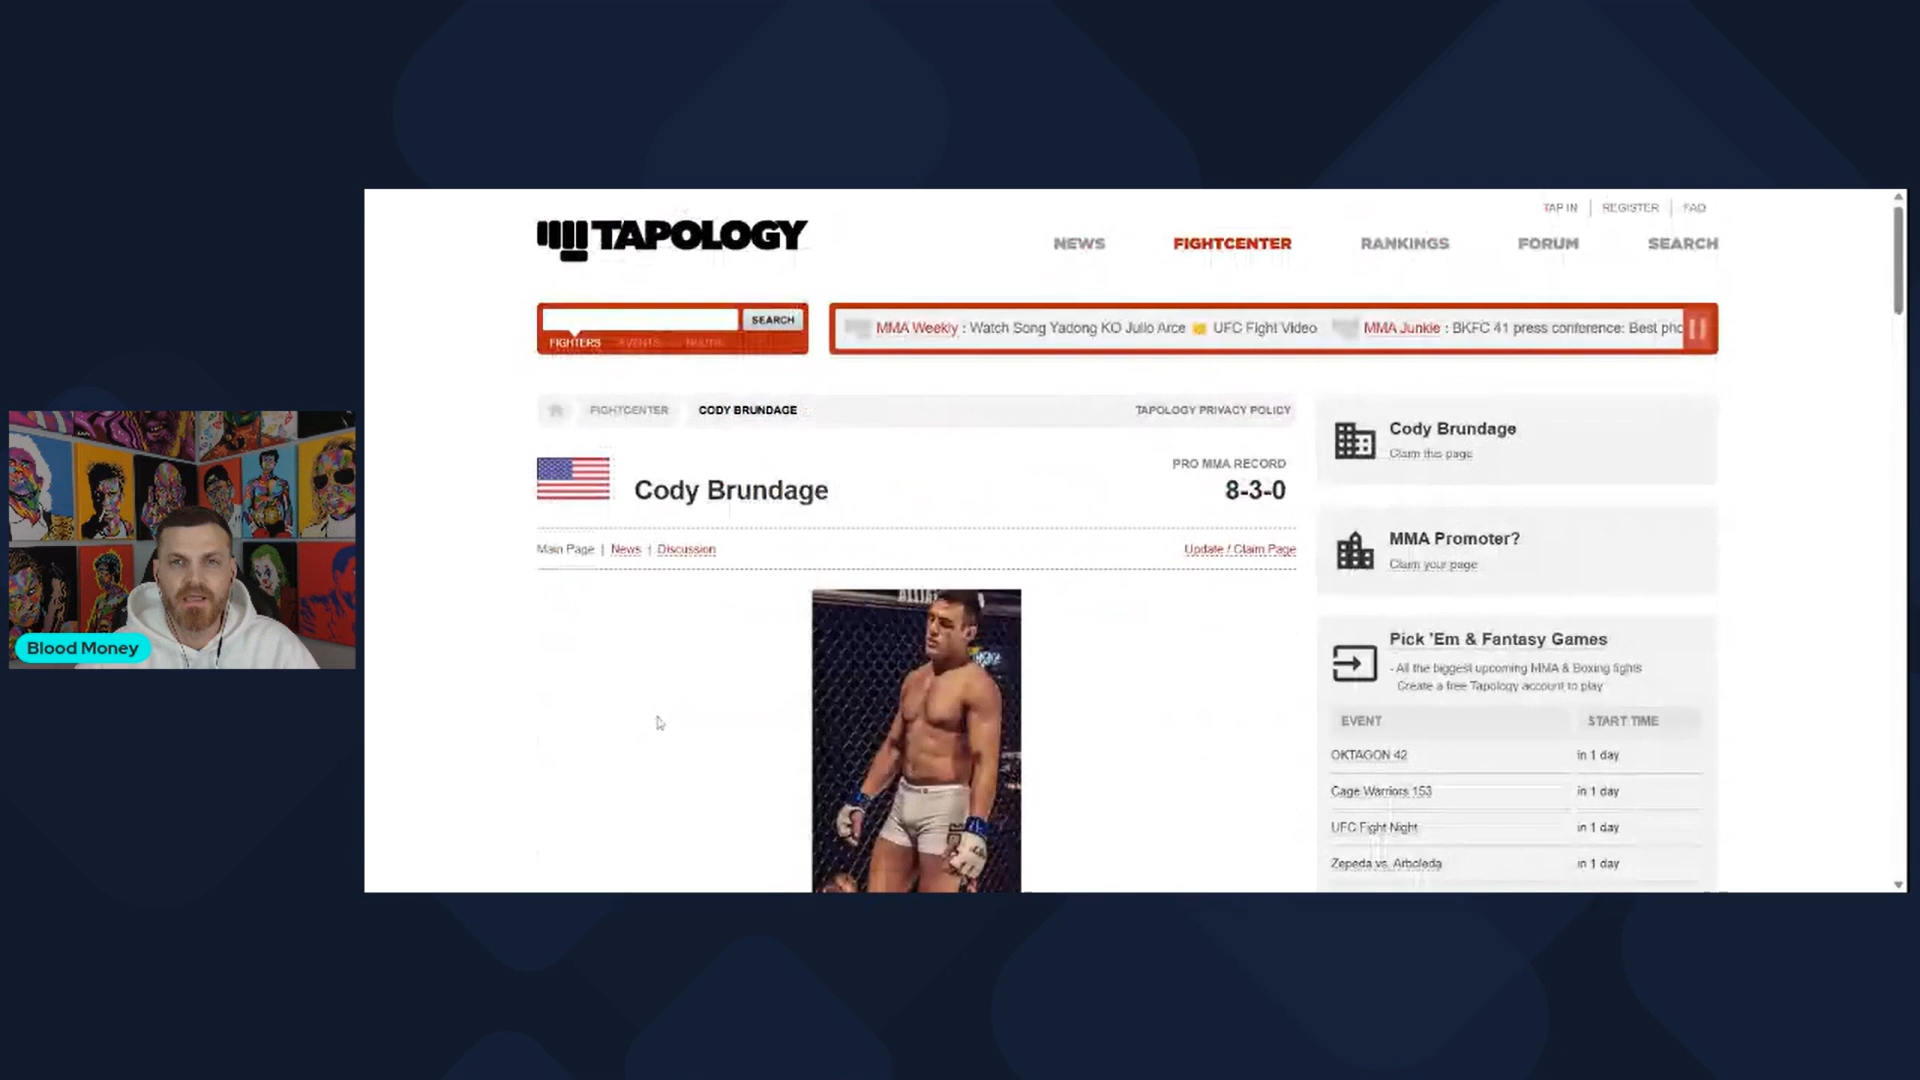 TAP IN | REGISTER | FAQ
TAPOLOGY
NEWS FIGHTCENTER RANKINGS FORUM SEARCH
SEARCH
FIGHTERS EVENTS
MMA Weekly : Watch Song Yadong KO Julio Arce UFC Fight Video MMA Junkie : BKFC 41 press conference: Best pho
FIGHTCENTER CODY BRUNDAGE TAPOLOGY PRIVACY POLICY
Cody Brundage
PRO MMA RECORD
8-3-0
Main Page | News | Discussion Update / Claim Page
Cody Brundage
Claim this page
MMA Promoter?
Claim your page
Pick 'Em & Fantasy Games
- All the biggest upcoming MMA & Boxing fights
Create a free Tapology account to play
EVENT START TIME
OKTAGON 42 in 1 day
Cage Warriors 153 in 1 day
UFC Fight Night in 1 day
Zepeda vs. Arboleda in 1 day
Blood Money